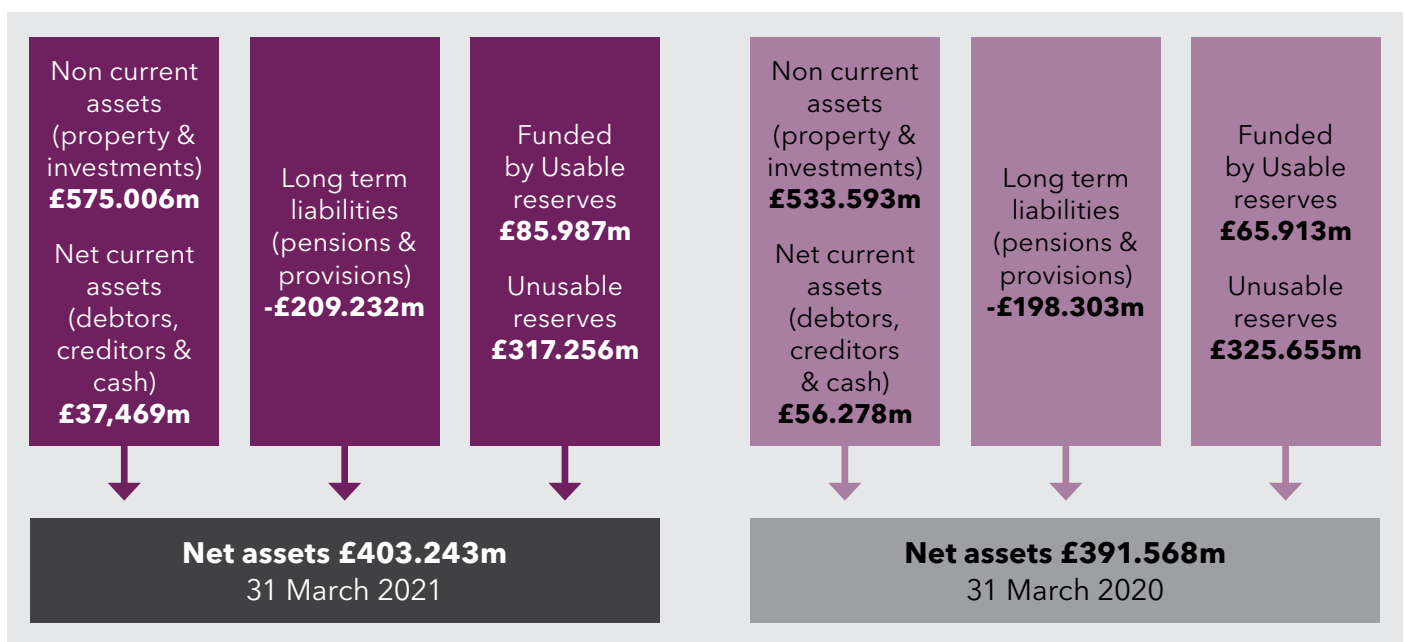 Non current
assets
(property &
investments)
£575.006m
Net current
assets
(debtors,
creditors &
cash)
£37,469m
Long term
liabilities
(pensions &
provisions)
-£209.232m
Funded
by Usable
reserves
£85.987m
Unusable
reserves
£317.256m
Net assets £403.243m
31 March 2021
Non current
assets
(property &
investments)
£533.593m
Net current
assets
(debtors,
creditors
& cash)
£56.278m
Long term
liabilities
(pensions &
provisions)
-£198.303m
Funded
by Usable
reserves
£65.913m
Unusable
reserves
£325.655m
Net assets £391.568m
31 March 2020